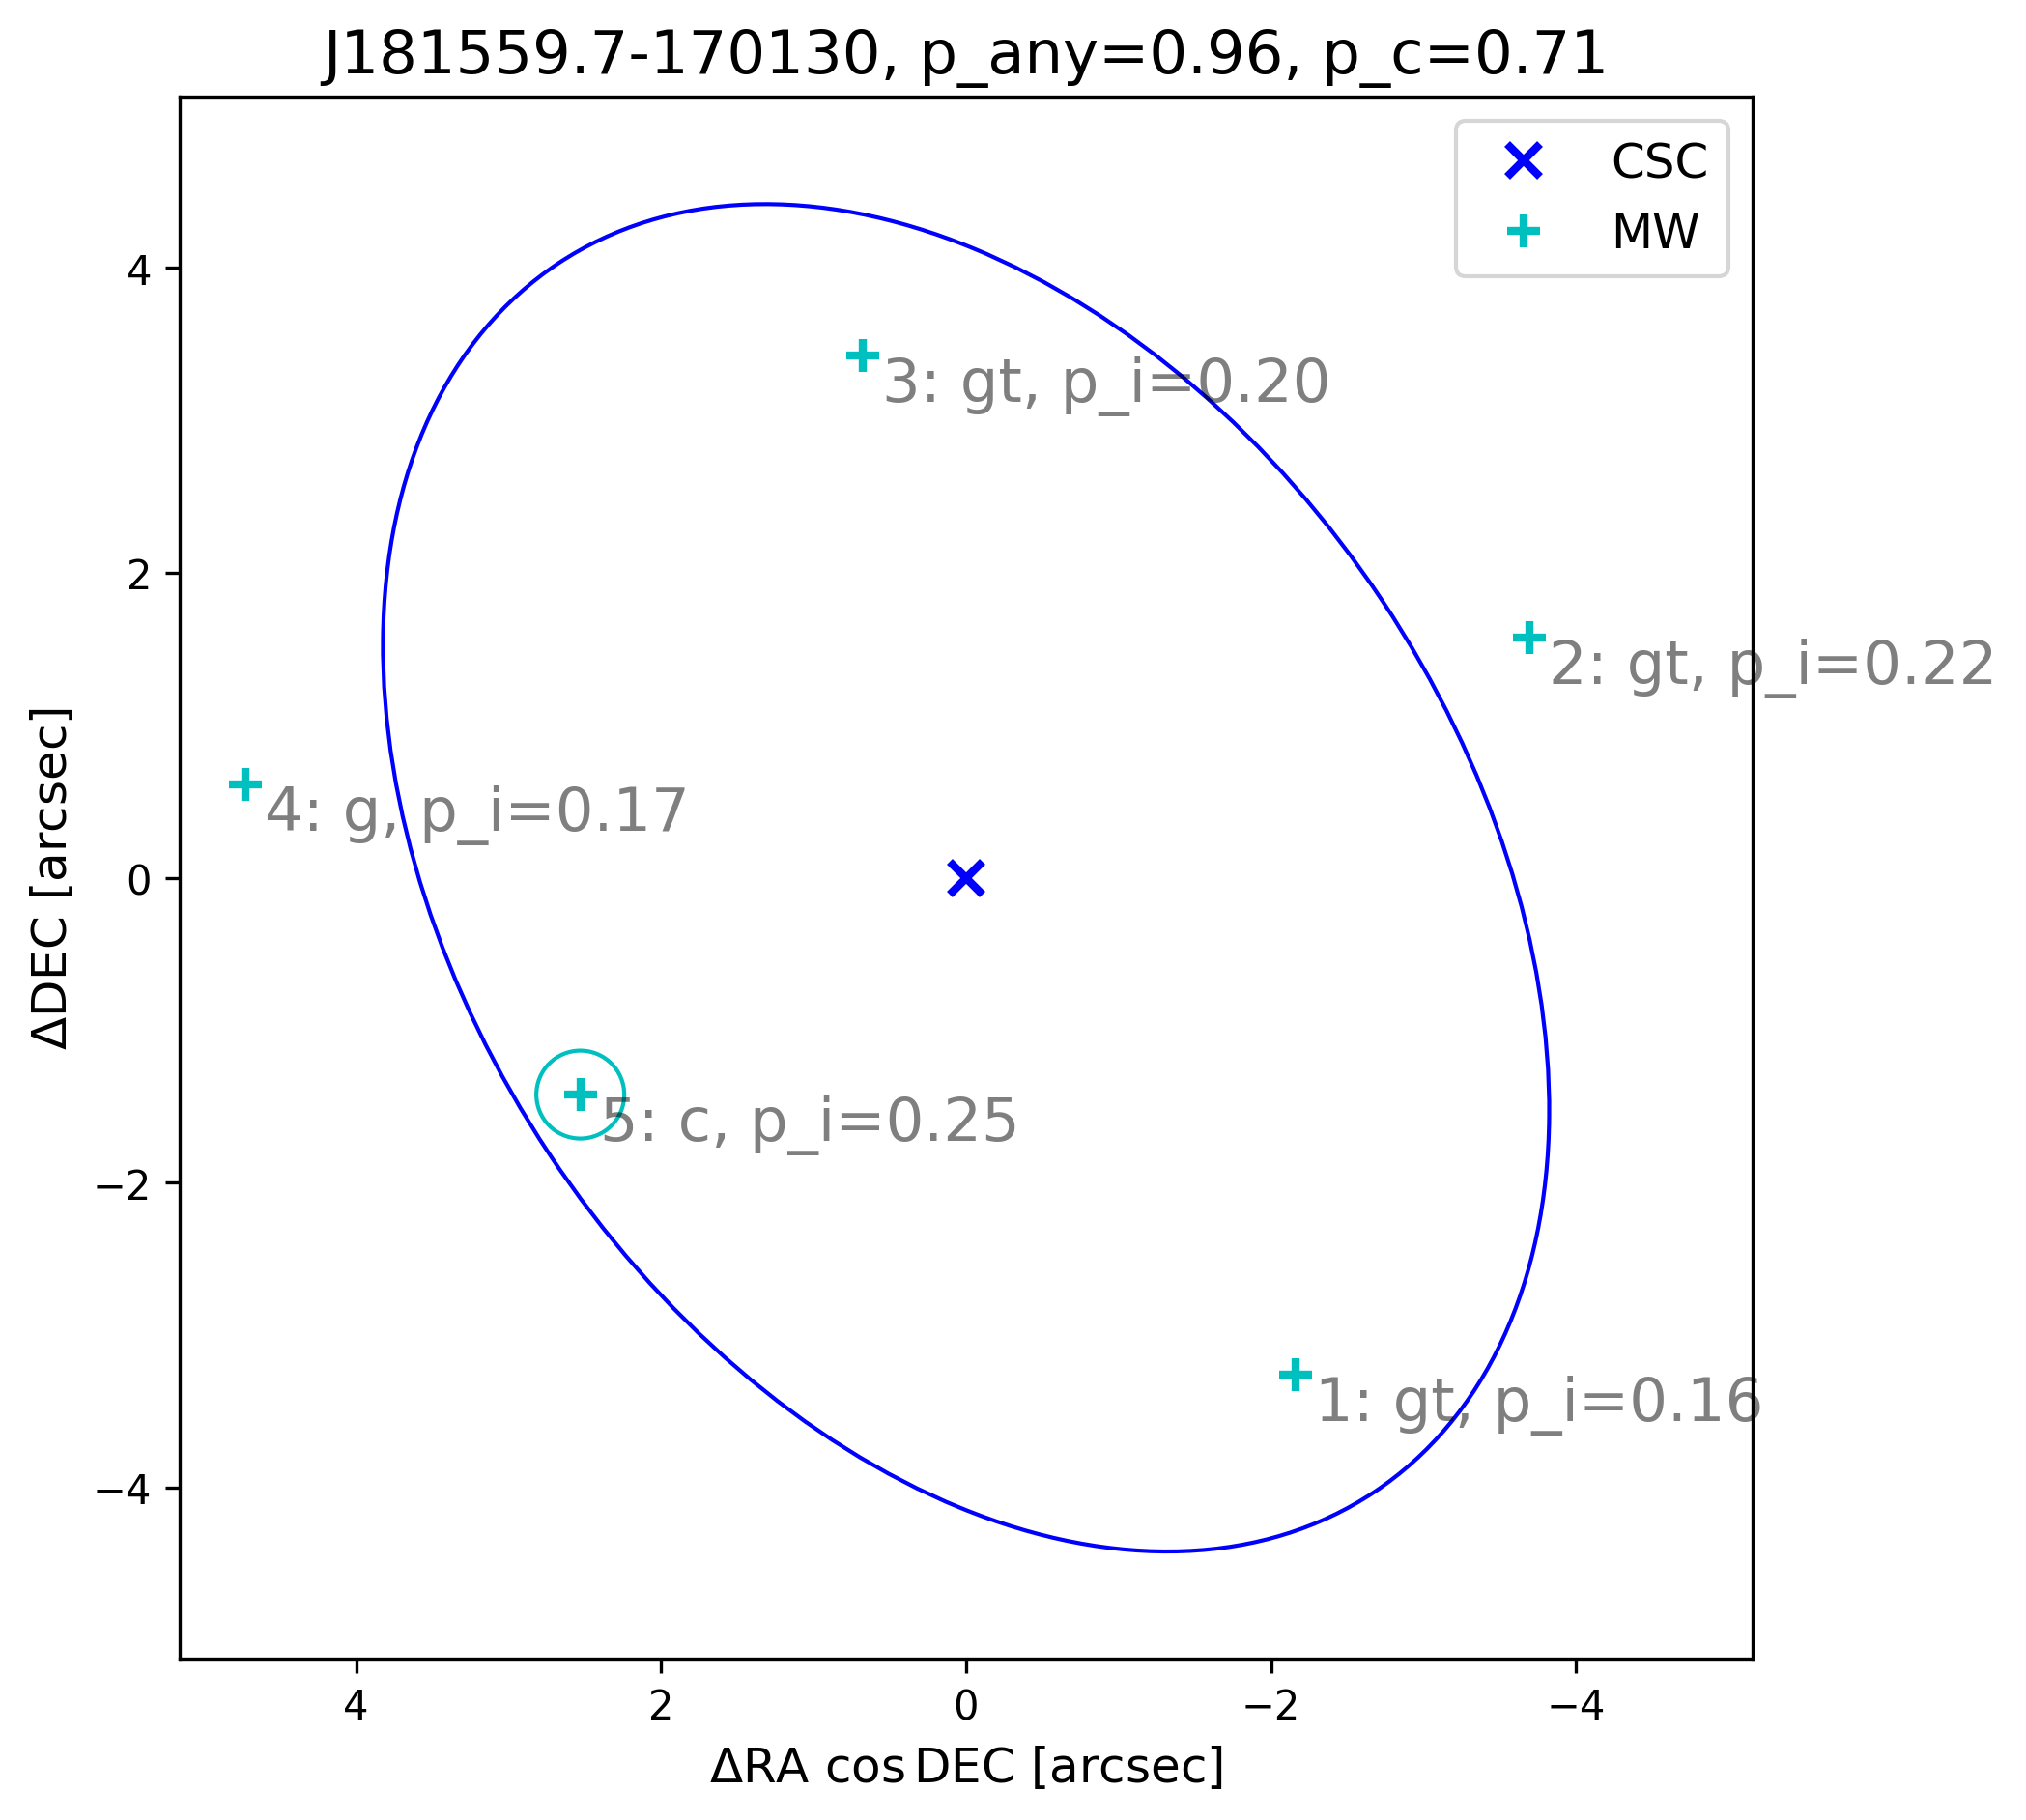 J181559.7-170130, p_any=0.96, p_c=0.71
CSC
MW
3: gt, p_i=0.20
2: gt, p_i=0.22
4: g, p_i=0.17
5: c, p_i=0.25
1: gt, p_i=0.16
4
2
0
−2
−4
ΔDEC [arcsec]
4 2 0 −2 −4
ΔRA cos DEC [arcsec]